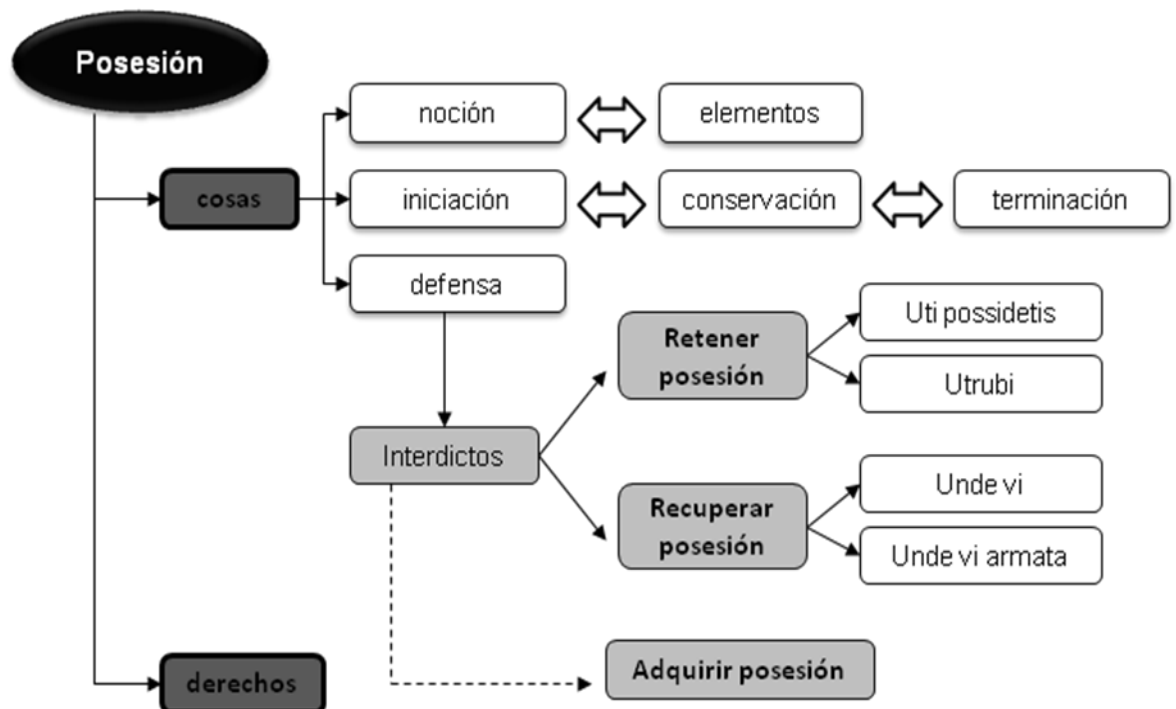 Posesión
noción
elementos
cosas
iniciación
conservación
terminación
defensa
Retener
posesión
Uti possidetis
Utrubi
Interdictos
Recuperar
posesión
Unde vi
Unde vi armata
Adquirir posesión
derechos